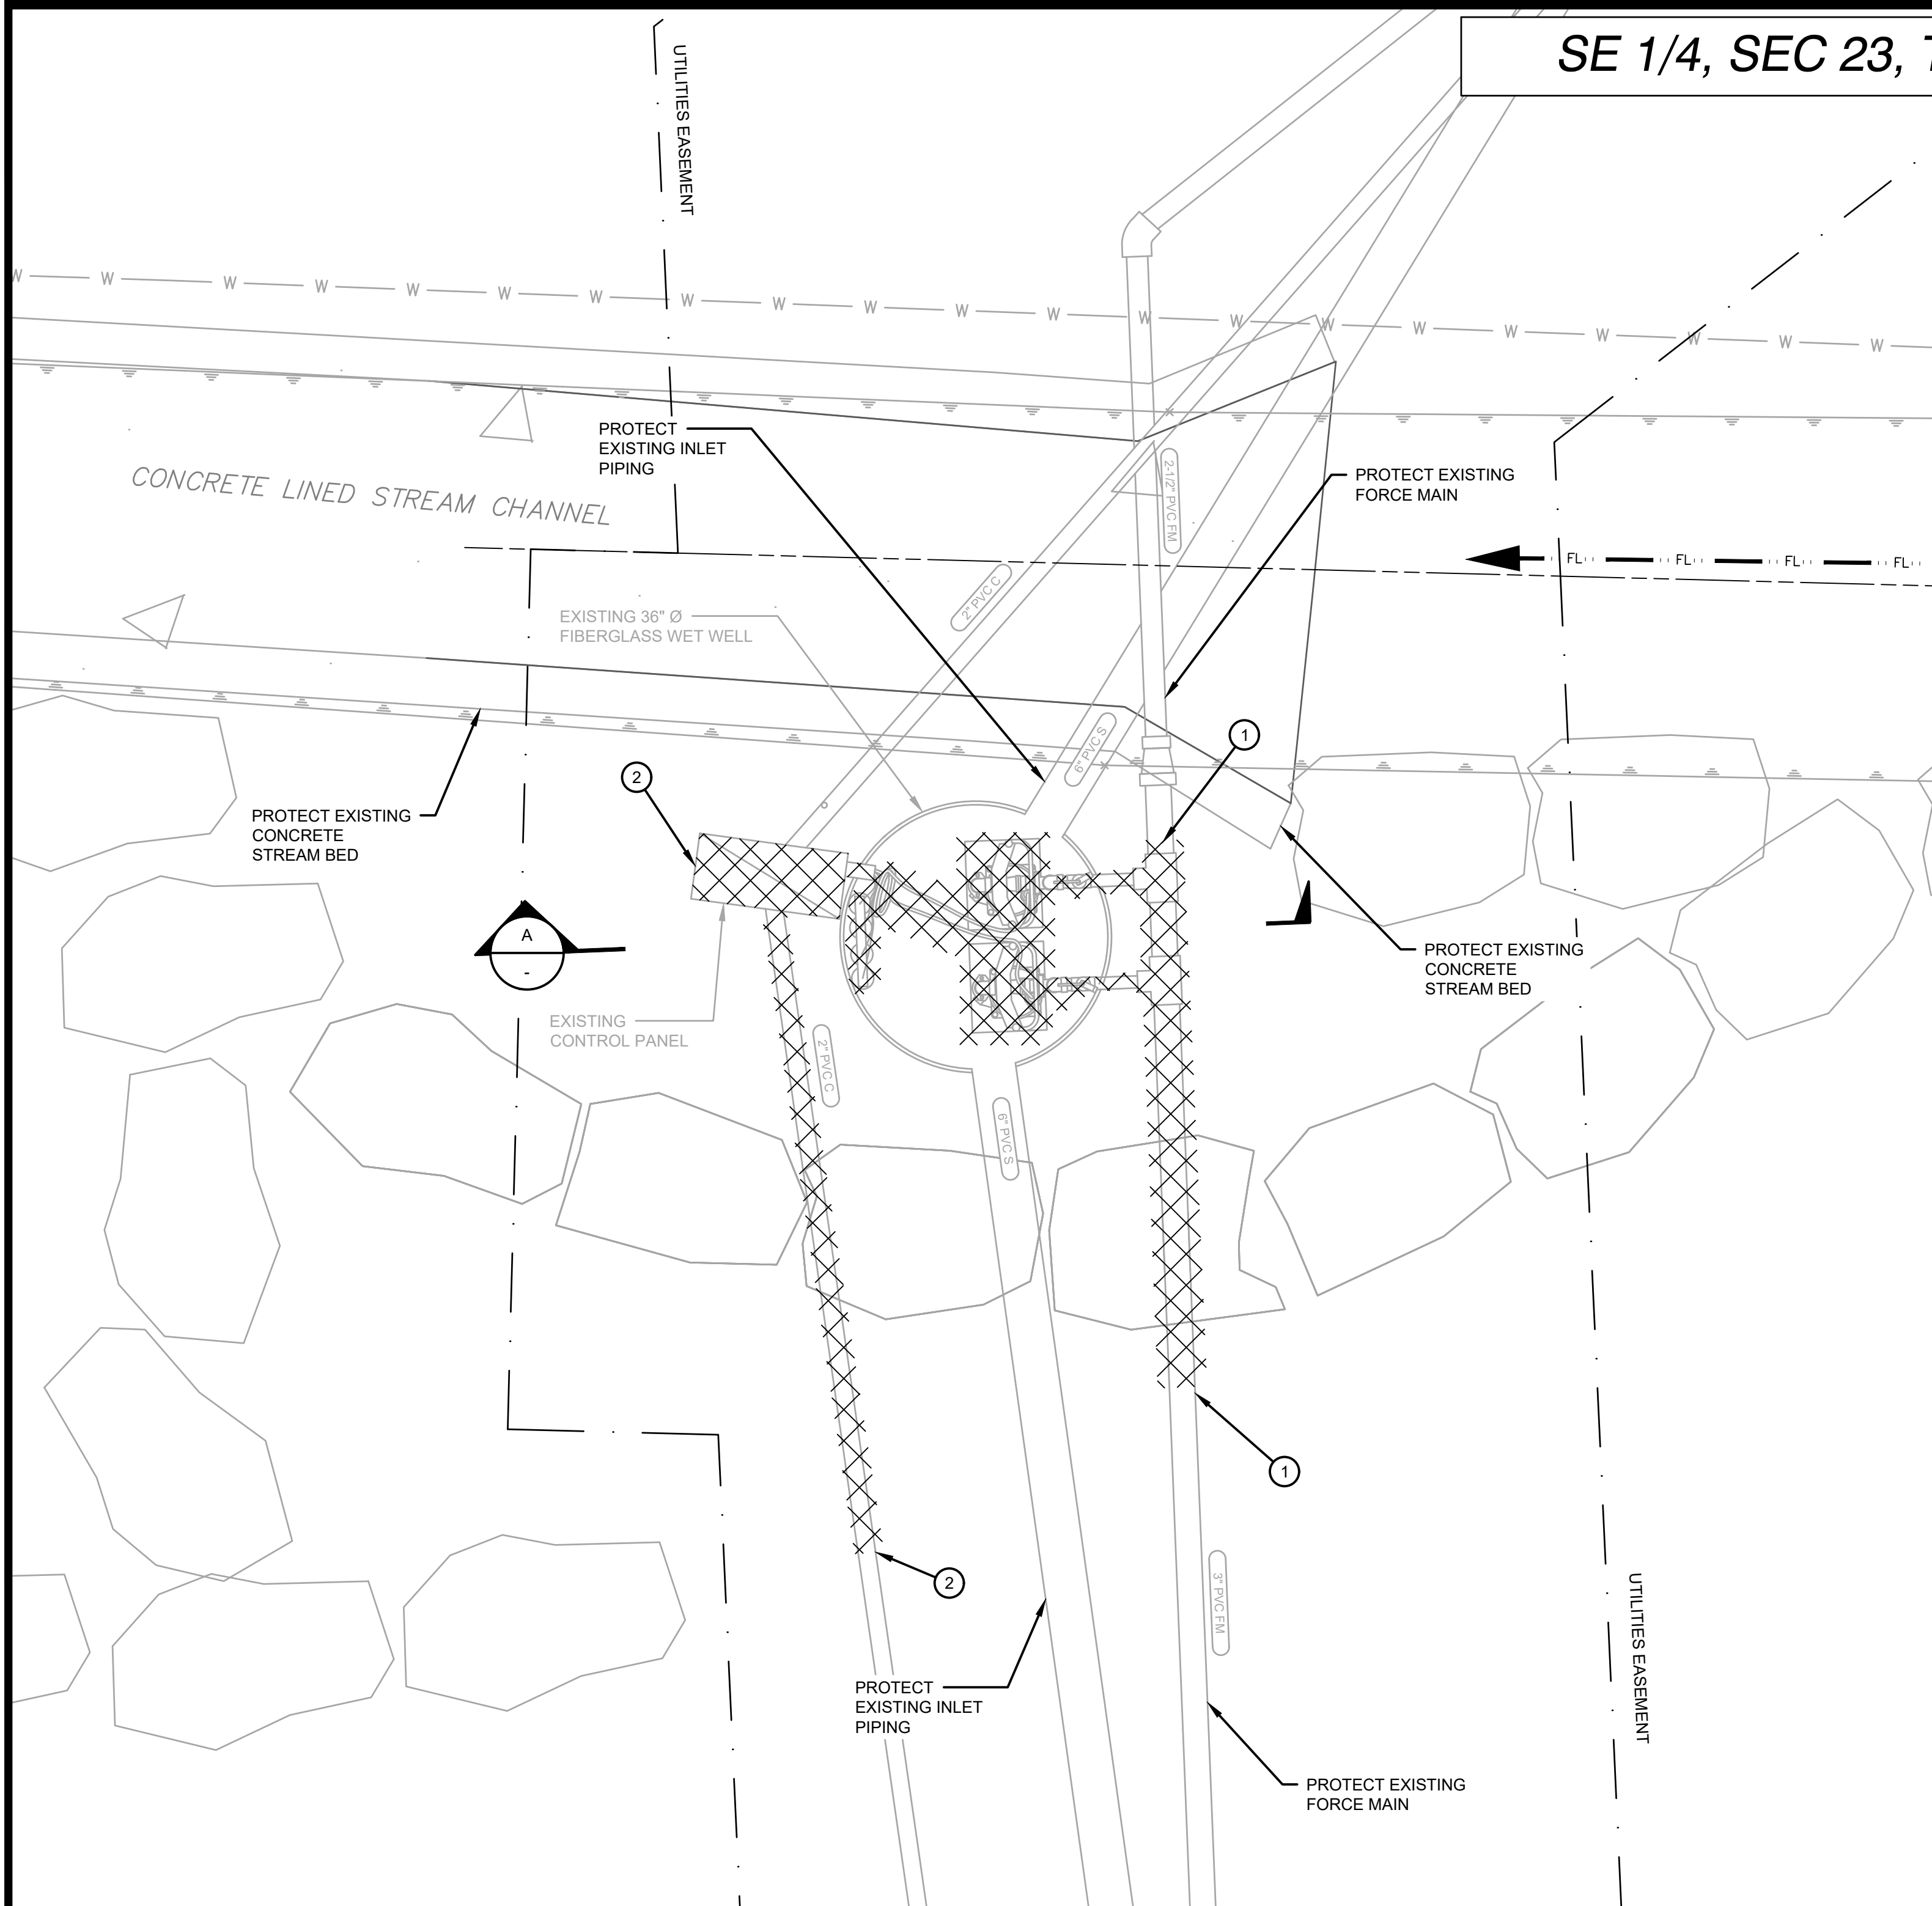 SE 1/4, SEC 23,
UTILITIES EASEMENT
W W W W W W W W W W W W W W W W W W W W W
PROTECT
EXISTING INLET
PIPING
PROTECT EXISTING
FORCE MAIN
CONCRETE LINED STREAM CHANNEL
2-1/2" PVC FM
FL FL FL FL
2" PVC C
EXISTING 36" Ø
FIBERGLASS WET WELL
6" PVC S
1
2
PROTECT EXISTING
CONCRETE
STREAM BED
A
-
PROTECT EXISTING
CONCRETE
STREAM BED
EXISTING
CONTROL PANEL
2" PVC C
6" PVC S
1
2
3" PVC FM
UTILITIES EASEMENT
PROTECT
EXISTING INLET
PIPING
PROTECT EXISTING
FORCE MAIN